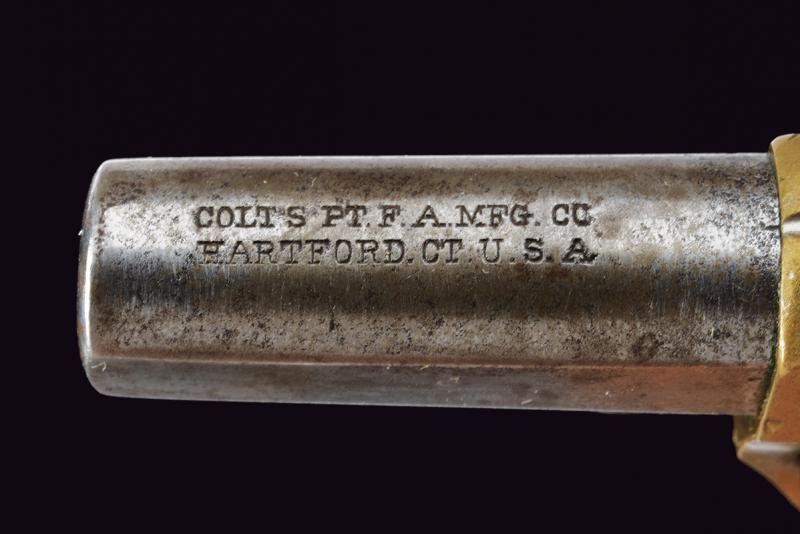 COLT'S PT. F. A. MFG. CO
HARTFORD. CT. U. S. A.